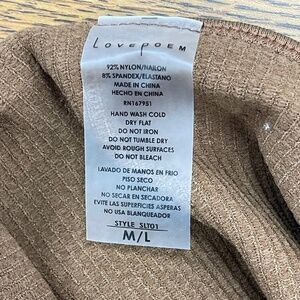 LOVEPOEM
92% NYLON/NAILON
8% SPANDEX/ELASTANO
MADE IN CHINA
HECHO EN CHINA
RN167951
HAND WASH COLD
DRY FLAT
DO NOT IRON
DO NOT TUMBLE DRY
AVOID ROUGH SURFACES
DO NOT BLEACH
LAVADO DE MANOS EN FRIO
PISO SECO
NO PLANCHAR
NO SECAR EN SECADORA
EVITE LAS SUPERFICIES ASPERAS
NO USA BLANQUEADOR
STYLE SLT01
M/L